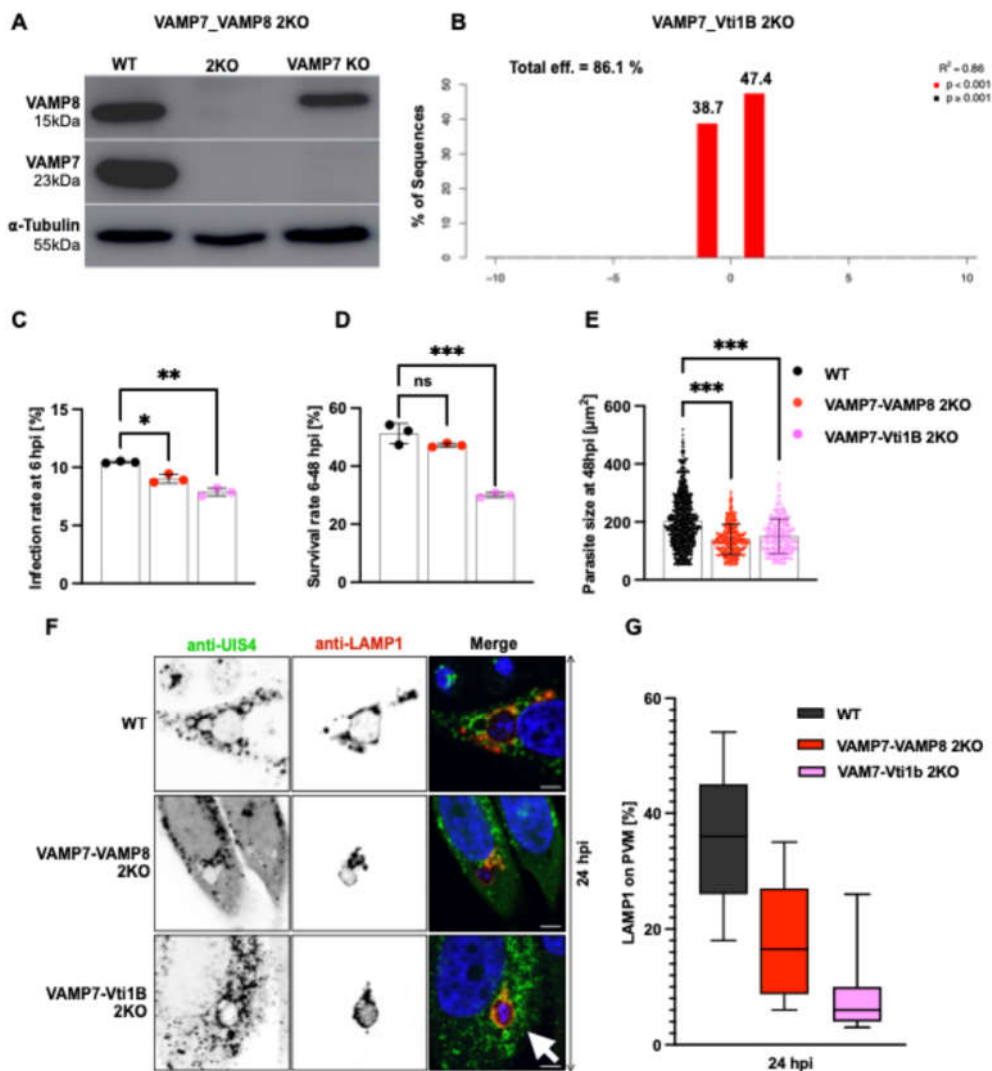 A
VAMP7_VAMP8 2KO
WT 2KO VAMP7 KO
VAMP8
15kDa
VAMP7
23kDa
α-Tubulin
55kDa
B
VAMP7_Vti1B 2KO
Total eff. = 86.1 %
R² = 0.86
p < 0.001
p ≥ 0.001
% of Sequences
50
40
30
20
10
0
38.7
47.4
-10 -5 0 5 10
C
Infection rate at 6 hpi [%]
15
10
5
0
**
*
D
Survival rate 6-48 hpi [%]
60
40
20
0
***
ns
E
Parasite size at 48hpi [µm²]
600
400
200
0
***
***
WT
VAMP7-VAMP8 2KO
VAMP7-Vti1B 2KO
F
anti-UIS4 anti-LAMP1 Merge
WT
VAMP7-VAMP8
2KO
VAMP7-Vti1B
2KO
24 hpi
G
LAMP1 on PVM [%]
60
40
20
0
WT
VAMP7-VAMP8 2KO
VAM7-Vti1b 2KO
24 hpi